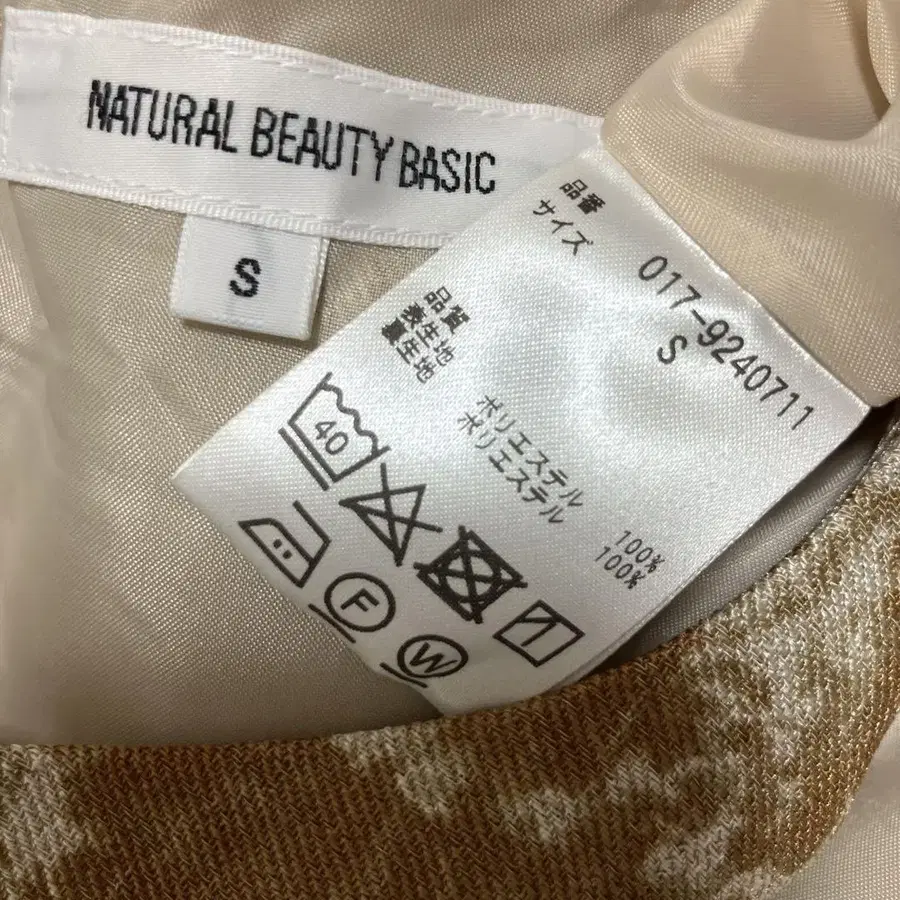 NATURAL BEAUTY BASIC
S
品番 017-9240711
サイズ S
品質
表生地 ポリエステル 100%
裏生地 ポリエステル 100%
40
F
W